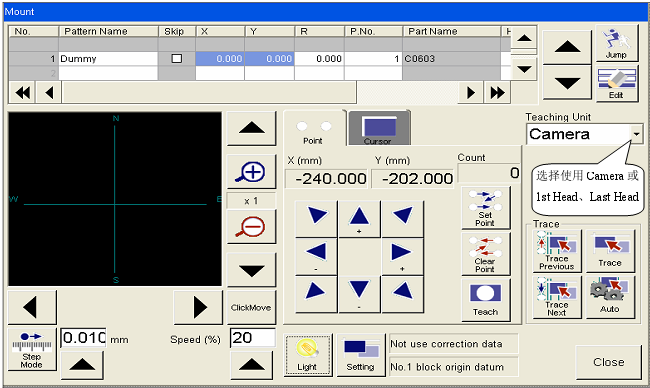 Mount
No. Pattern Name Skip X Y R P.No. Part Name
1 Dummy 0.000 0.000 0.000 1 C0603
2
Jump
Edit
Teaching Unit
Camera
选择使用 Camera 或
1st Head、Last Head
N
W E
S
x 1
ClickMove
Point Cursor
X (mm) Y (mm) Count
-240.000 -202.000 0
+
- +
-
Set
Point
Clear
Point
Teach
Trace
Trace
Previous
Trace
Trace
Next
Auto
Step
Mode
0.010 mm
Speed (%) 20
Light
Setting
Not use correction data
No.1 block origin datum
Close